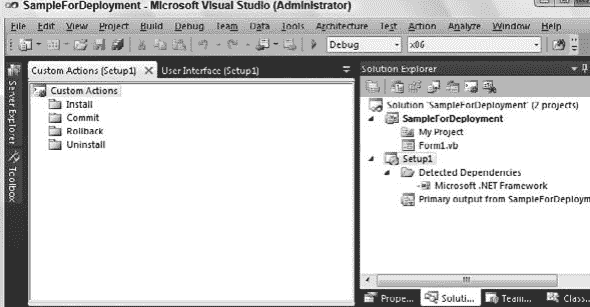 SampleForDeployment - Microsoft Visual Studio (Administrator)
File Edit View Project Build Debug Team Data Tools Architecture Test Action Analyze Window Help
Debug x86
Server Explorer
Toolbox
Custom Actions (Setup1) User Interface (Setup1)
Custom Actions
Install
Commit
Rollback
Uninstall
Solution Explorer
Solution 'SampleForDeployment' (2 projects)
SampleForDeployment
My Project
Form1.vb
Setup1
Detected Dependencies
Microsoft .NET Framework
Primary output from SampleForDeploym
Prope... Soluti... Team... Class...